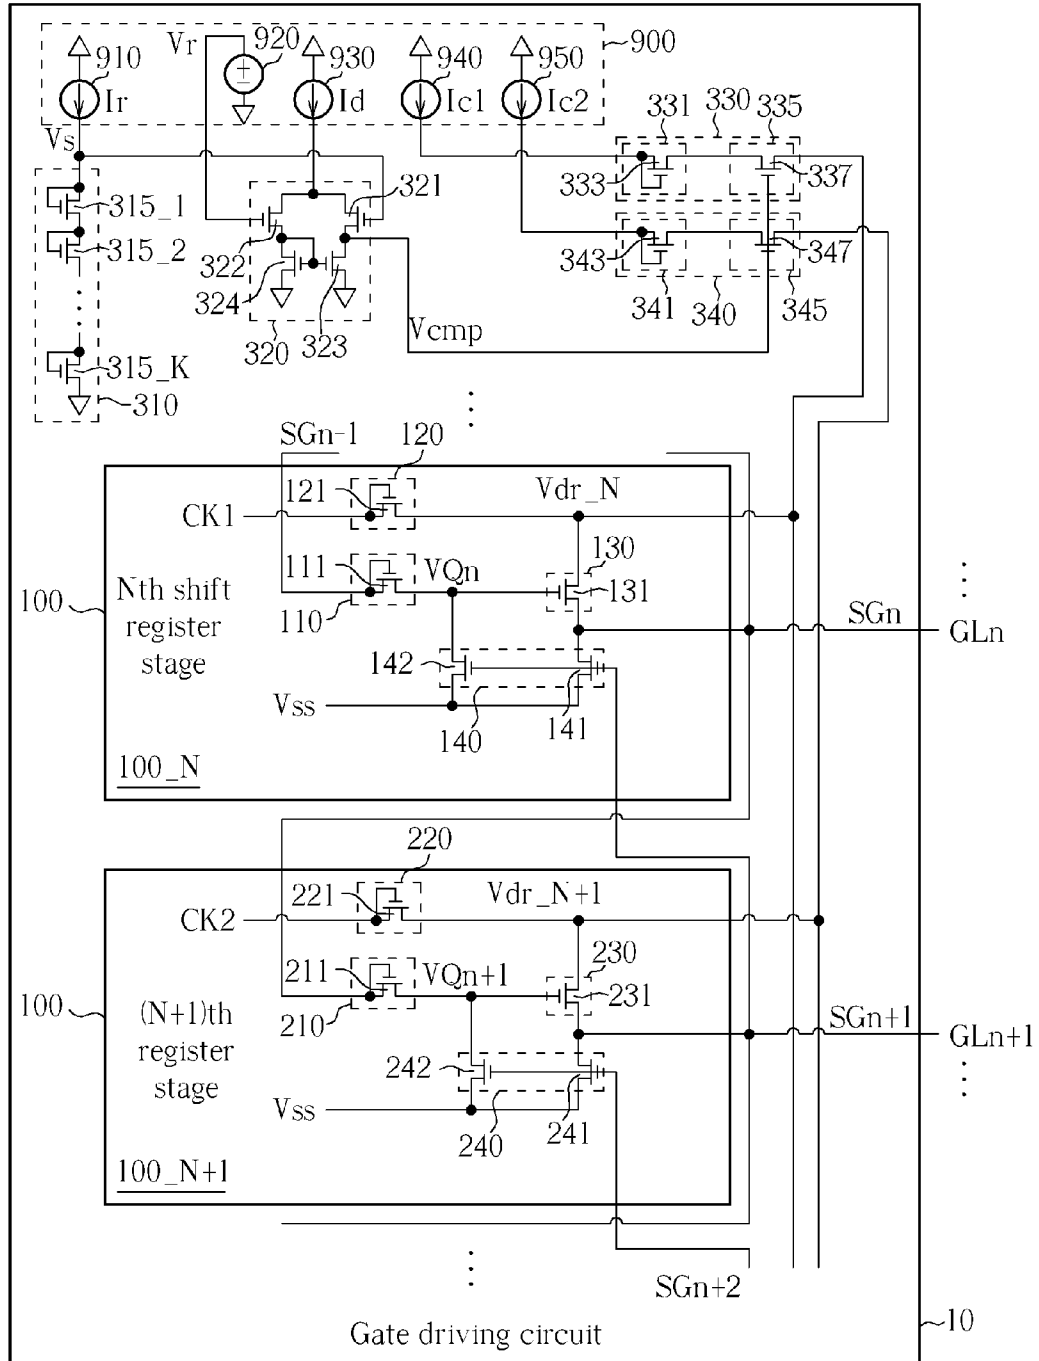 Vr
910
920
930
940
950
900
Ir
Id
Ic1
Ic2
Vs
331
330
335
321
333
337
315_1
322
315_2
343
347
324
341
340
345
Vcmp
320
323
315_K
310
SGn-1
120
121
Vdr_N
CK1
111
VQn
130
131
100
Nth shift
register
stage
110
SGn
GLn
142
Vss
140
141
100_N
220
221
Vdr_N+1
CK2
211
VQn+1
230
231
100
(N+1)th
register
stage
210
SGn+1
GLn+1
242
Vss
240
241
100_N+1
SGn+2
10
Gate driving circuit